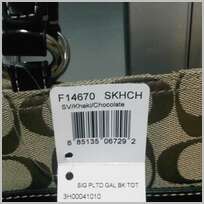 F14670 SKHCH
SV/Khaki/Chocolate
8 85135 06729 2
SIG PLTD GAL BK TOT
3H00041010